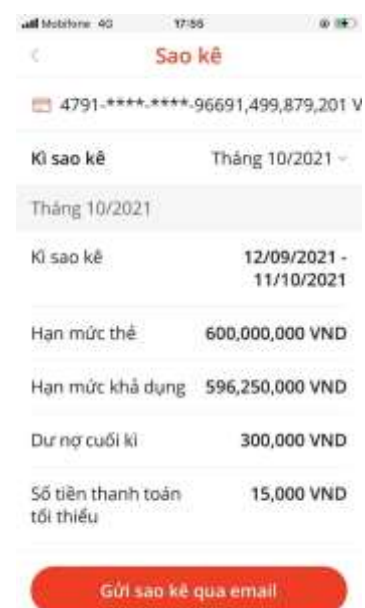 Mobifone 4G 17:55
Sao kê
4791-****-****-96691,499,879,201 V
Kì sao kê Tháng 10/2021
Tháng 10/2021
Kì sao kê 12/09/2021 -
11/10/2021
Hạn mức thẻ 600,000,000 VND
Hạn mức khả dụng 596,250,000 VND
Dư nợ cuối kì 300,000 VND
Số tiền thanh toán 15,000 VND
tối thiểu
Gửi sao kê qua email